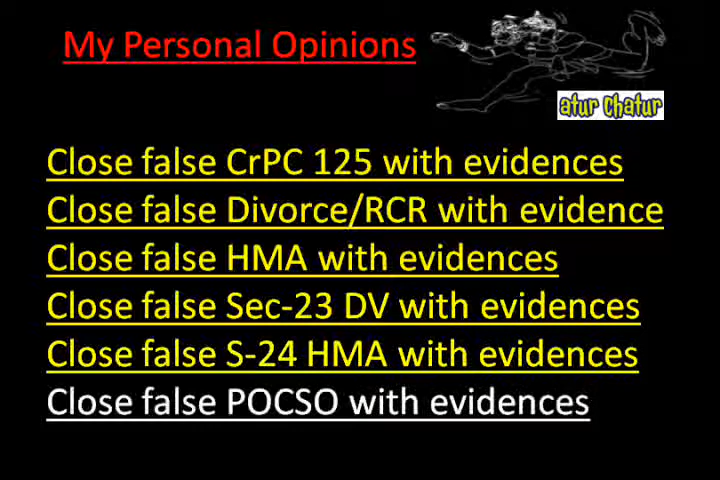 My Personal Opinions
atur chatur
Close false CrPC 125 with evidences
Close false Divorce/RCR with evidence
Close false HMA with evidences
Close false Sec-23 DV with evidences
Close false S-24 HMA with evidences
Close false POCSO with evidences